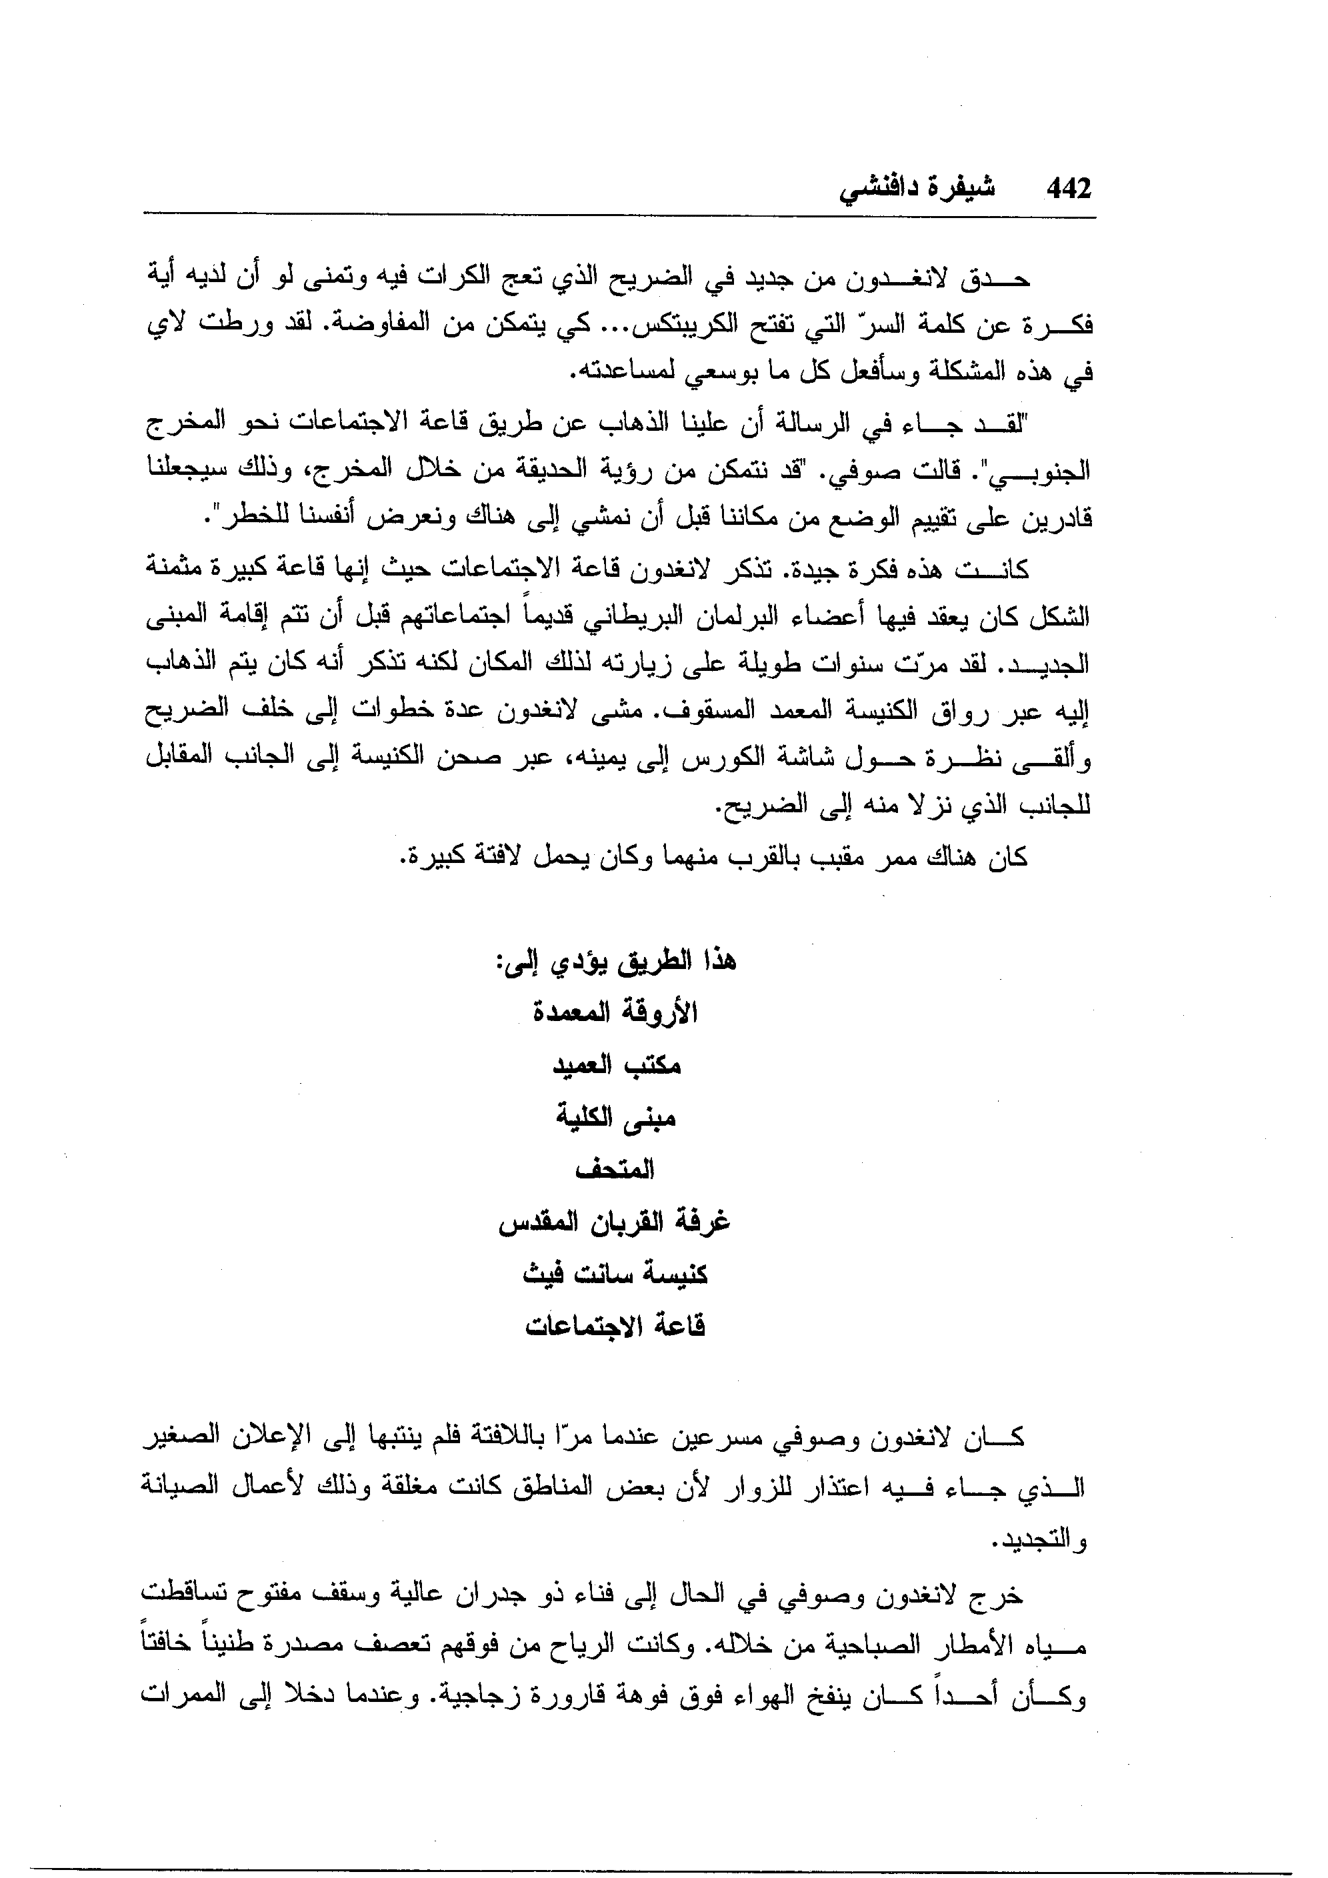 442 شيفرة دافنشي
حدق لانغدون من جديد في الضريح الذي تعج الكرات فيه وتمنى لو أن لديه أية
فكرة عن كلمة السرّ التي تفتح الكريبتكس... كي يتمكن من المفاوضة. لقد ورطت لاي
في هذه المشكلة وسأفعل كل ما بوسعي لمساعدته.
"لقد جاء في الرسالة أن علينا الذهاب عن طريق قاعة الاجتماعات نحو المخرج
الجنوبي". قالت صوفي. "قد نتمكن من رؤية الحديقة من خلال المخرج، وذلك سيجعلنا
قادرين على تقييم الوضع من مكاننا قبل أن نمشي إلى هناك ونعرض أنفسنا للخطر".
كانت هذه فكرة جيدة. تذكر لانغدون قاعة الاجتماعات حيث إنها قاعة كبيرة مثمنة
الشكل كان يعقد فيها أعضاء البرلمان البريطاني قديماً اجتماعاتهم قبل أن تتم إقامة المبنى
الجديد. لقد مرّت سنوات طويلة على زيارته لذلك المكان لكنه تذكر أنه كان يتم الذهاب
إليه عبر رواق الكنيسة المعمد المسقوف. مشى لانغدون عدة خطوات إلى خلف الضريح
وألقى نظرة حول شاشة الكورس إلى يمينه، عبر صحن الكنيسة إلى الجانب المقابل
للجانب الذي نزلا منه إلى الضريح.
كان هناك ممر مقبب بالقرب منهما وكان يحمل لافتة كبيرة.
هذا الطريق يؤدي إلى:
الأروقة المعمدة
مكتب العميد
مبنى الكلية
المتحف
غرفة القربان المقدس
كنيسة سانت فيث
قاعة الاجتماعات
كان لانغدون وصوفي مسرعين عندما مرّا باللافتة فلم ينتبها إلى الإعلان الصغير
الذي جاء فيه اعتذار للزوار لأن بعض المناطق كانت مغلقة وذلك لأعمال الصيانة
والتجديد.
خرج لانغدون وصوفي في الحال إلى فناء ذو جدران عالية وسقف مفتوح تساقطت
مياه الأمطار الصباحية من خلاله. وكانت الرياح من فوقهم تعصف مصدرة طنيناً خافتاً
وكأن أحداً كان ينفخ الهواء فوق فوهة قارورة زجاجية. وعندما دخلا إلى الممرات